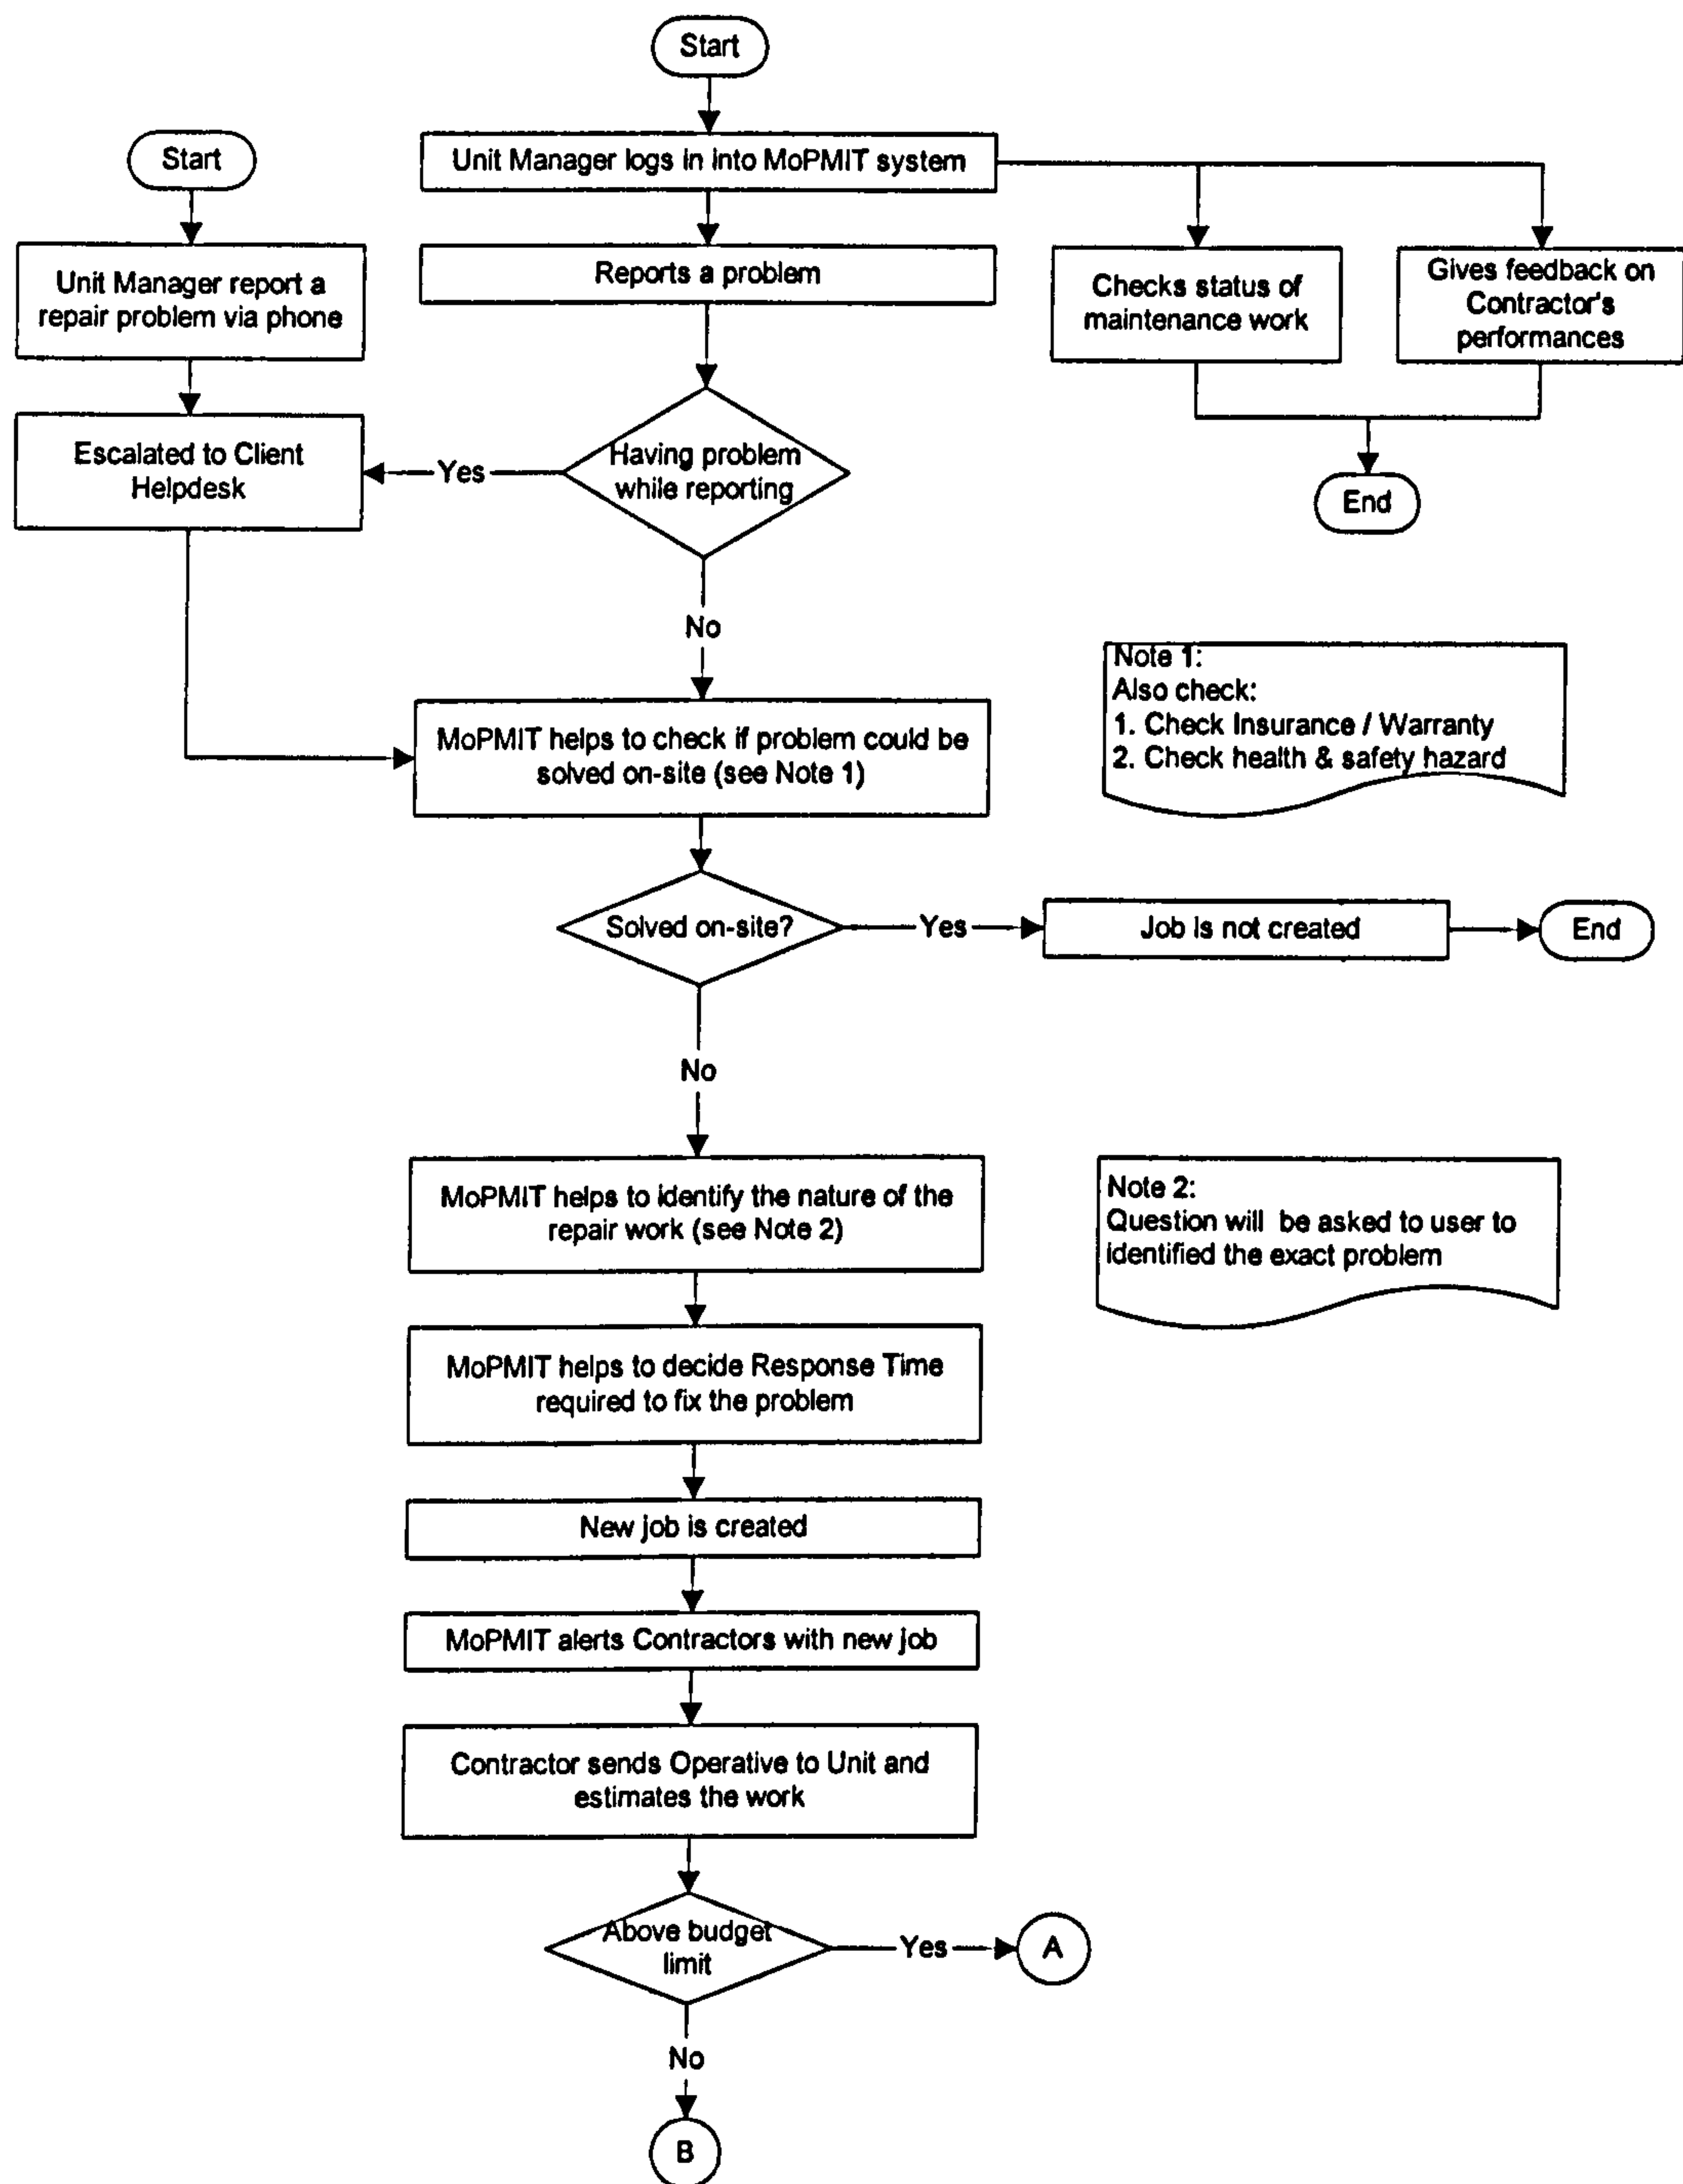 Start
Start
Unit Manager logs in into MoPMIT system
Unit Manager report a
repair problem via phone
Reports a problem
Checks status of
maintenance work
Gives feedback on
Contractor's
performances
Escalated to Client
Helpdesk
Yes
Having problem
while reporting
End
No
Note 1:
Also check:
1. Check Insurance / Warranty
2. Check health & safety hazard
MoPMIT helps to check if problem could be
solved on-site (see Note 1)
Solved on-site?
Yes
Job is not created
End
No
MoPMIT helps to identify the nature of the
repair work (see Note 2)
Note 2:
Question will be asked to user to
identified the exact problem
MoPMIT helps to decide Response Time
required to fix the problem
New job is created
MoPMIT alerts Contractors with new job
Contractor sends Operative to Unit and
estimates the work
Above budget
limit
Yes
A
No
B